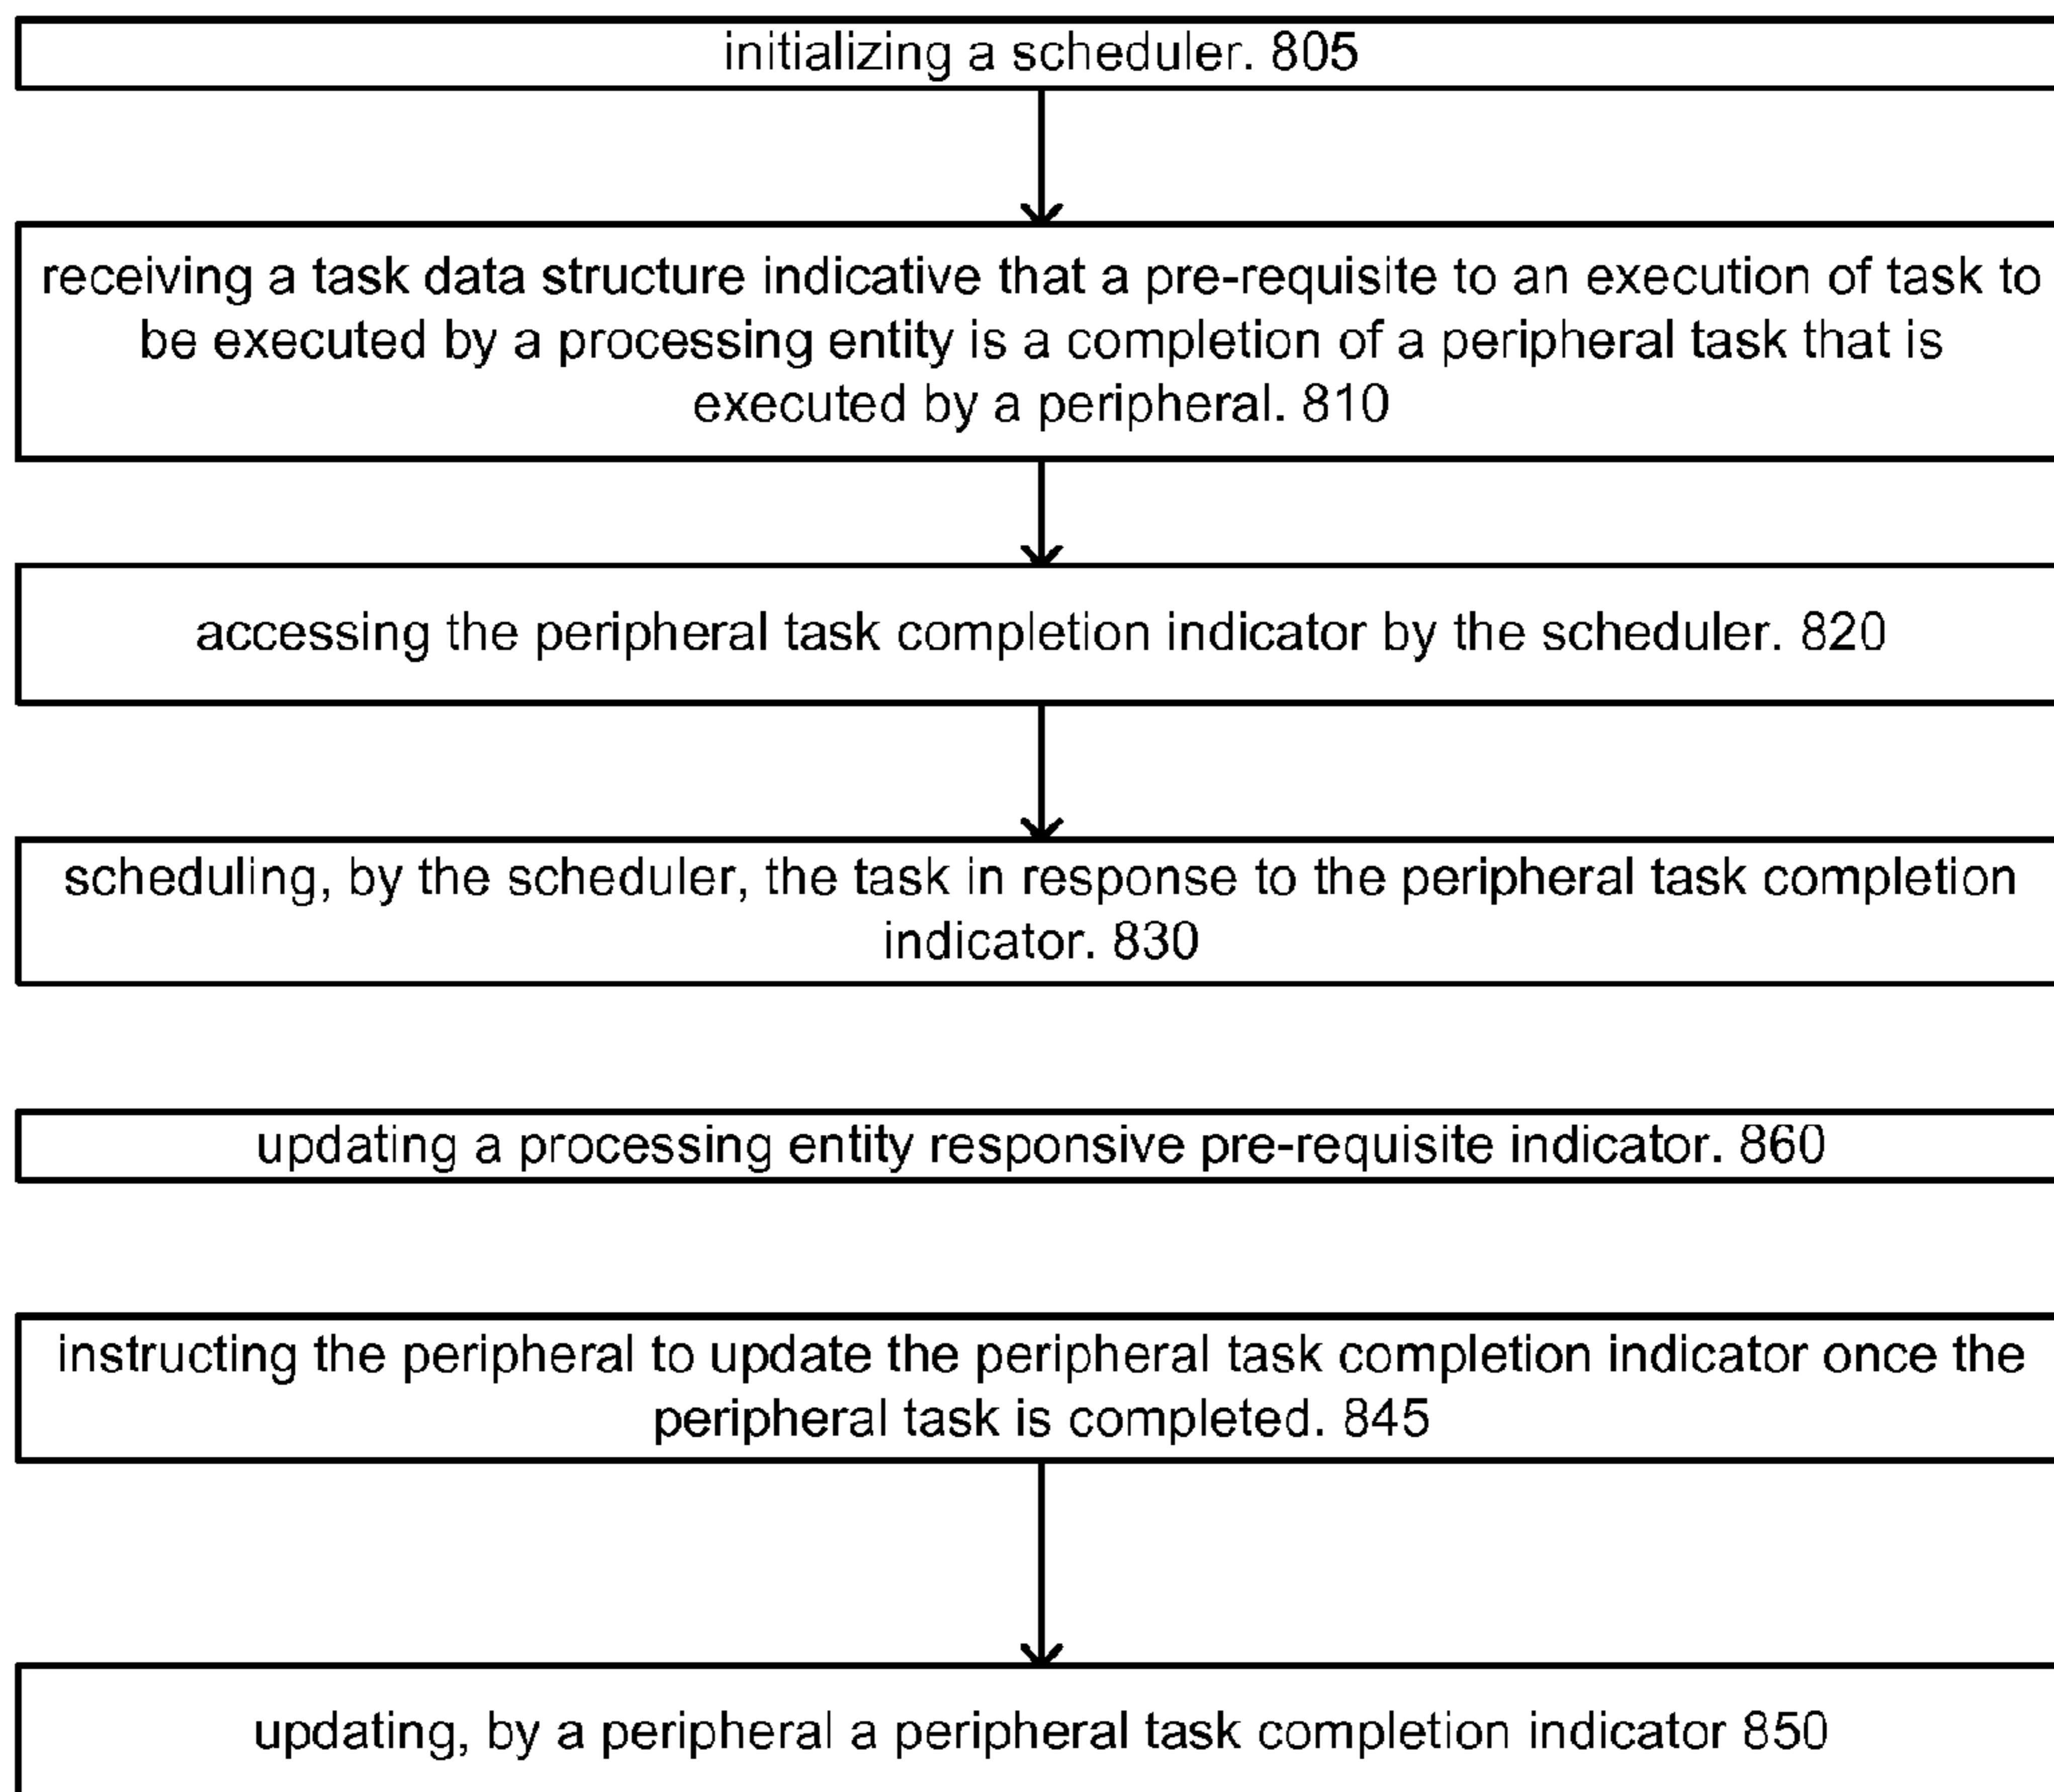 initializing a scheduler. 805
receiving a task data structure indicative that a pre-requisite to an execution of task to
be executed by a processing entity is a completion of a peripheral task that is
executed by a peripheral. 810
accessing the peripheral task completion indicator by the scheduler. 820
scheduling, by the scheduler, the task in response to the peripheral task completion
indicator. 830
updating a processing entity responsive pre-requisite indicator. 860
instructing the peripheral to update the peripheral task completion indicator once the
peripheral task is completed. 845
updating, by a peripheral a peripheral task completion indicator 850